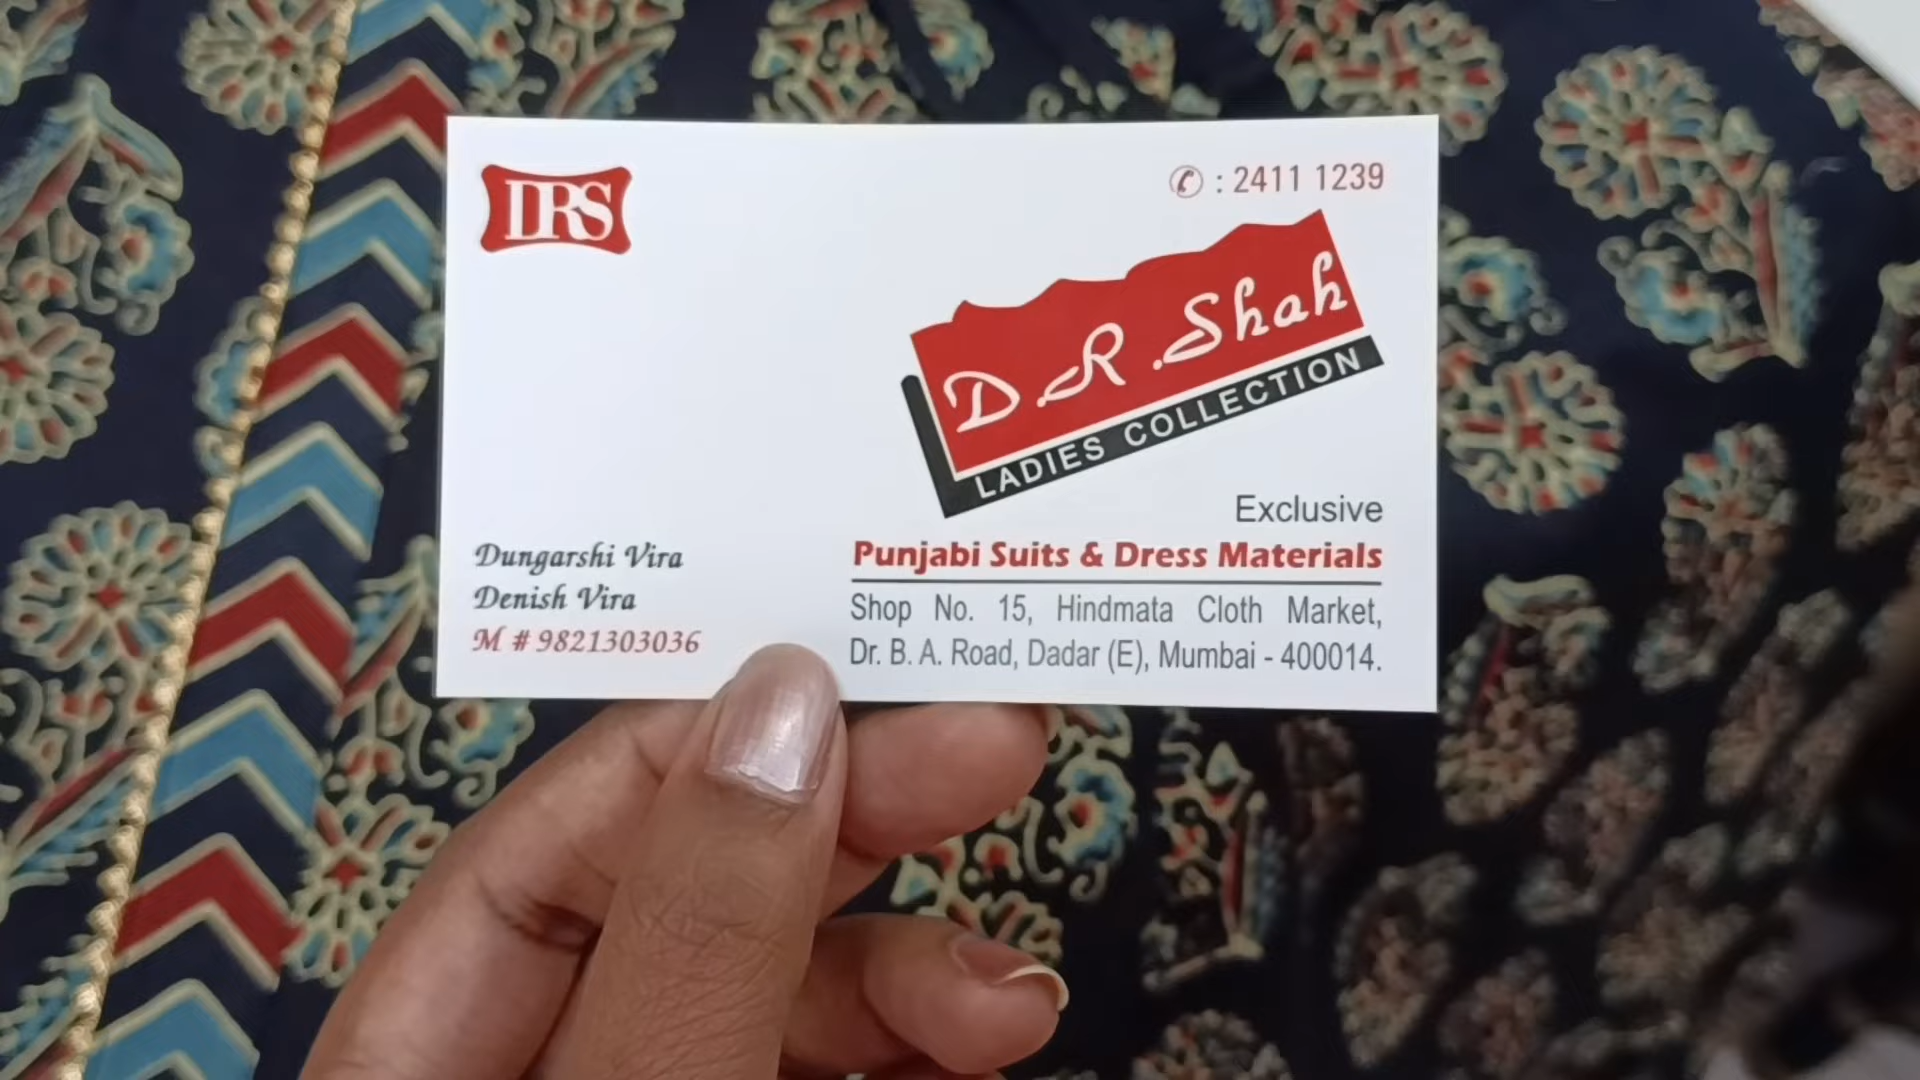 DRS
: 2411 1239
D.R.Shah
LADIES COLLECTION
Exclusive
Punjabi Suits & Dress Materials
Shop No. 15, Hindmata Cloth Market,
Dr. B. A. Road, Dadar (E), Mumbai - 400014.
Dungarshi Vira
Denish Vira
M # 9821303036